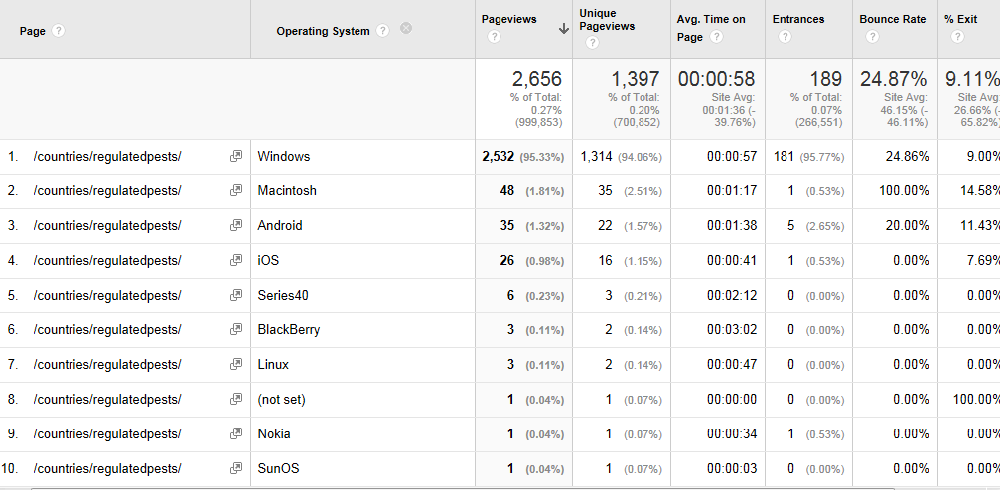 Page ? Operating System ? Pageviews ? Unique Pageviews ? Avg. Time on Page ? Entrances ? Bounce Rate ? % Exit ?
2,656 1,397 00:00:58 189 24.87% 9.11%
% of Total: % of Total: Site Avg: % of Total: Site Avg: Site Avg:
0.27% 0.20% 00:01:36 (- 0.07% 46.15% (- 26.66% (-
(999,853) (700,852) 39.76%) (266,551) 46.11%) 65.82%)
1. /countries/regulatedpests/ Windows 2,532 (95.33%) 1,314 (94.06%) 00:00:57 181 (95.77%) 24.86% 9.00%
2. /countries/regulatedpests/ Macintosh 48 (1.81%) 35 (2.51%) 00:01:17 1 (0.53%) 100.00% 14.58%
3. /countries/regulatedpests/ Android 35 (1.32%) 22 (1.57%) 00:01:38 5 (2.65%) 20.00% 11.43%
4. /countries/regulatedpests/ iOS 26 (0.98%) 16 (1.15%) 00:00:41 1 (0.53%) 0.00% 7.69%
5. /countries/regulatedpests/ Series40 6 (0.23%) 3 (0.21%) 00:02:12 0 (0.00%) 0.00% 0.00%
6. /countries/regulatedpests/ BlackBerry 3 (0.11%) 2 (0.14%) 00:03:02 0 (0.00%) 0.00% 0.00%
7. /countries/regulatedpests/ Linux 3 (0.11%) 2 (0.14%) 00:00:47 0 (0.00%) 0.00% 0.00%
8. /countries/regulatedpests/ (not set) 1 (0.04%) 1 (0.07%) 00:00:00 0 (0.00%) 0.00% 100.00%
9. /countries/regulatedpests/ Nokia 1 (0.04%) 1 (0.07%) 00:00:34 1 (0.53%) 0.00% 0.00%
10. /countries/regulatedpests/ SunOS 1 (0.04%) 1 (0.07%) 00:00:03 0 (0.00%) 0.00% 0.00%